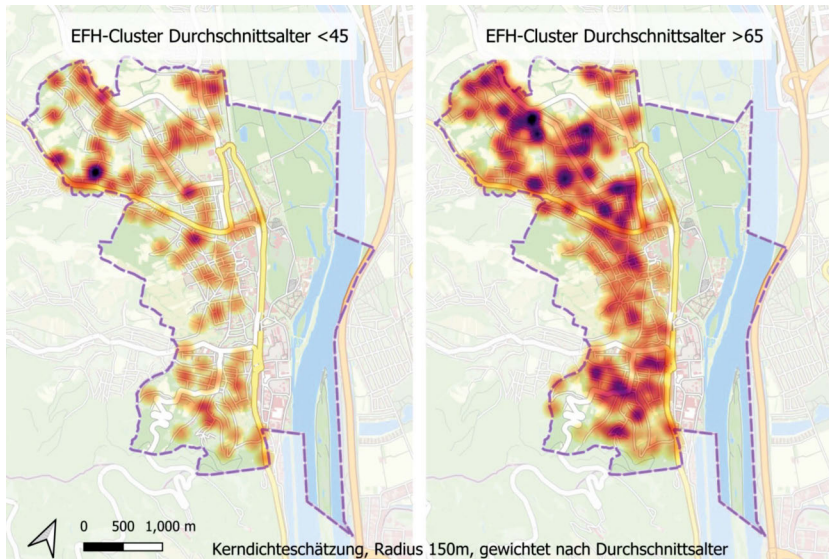 EFH-Cluster Durchschnittsalter <45
EFH-Cluster Durchschnittsalter >65
0 500 1,000 m
Kerndichteschätzung, Radius 150m, gewichtet nach Durchschnittsalter